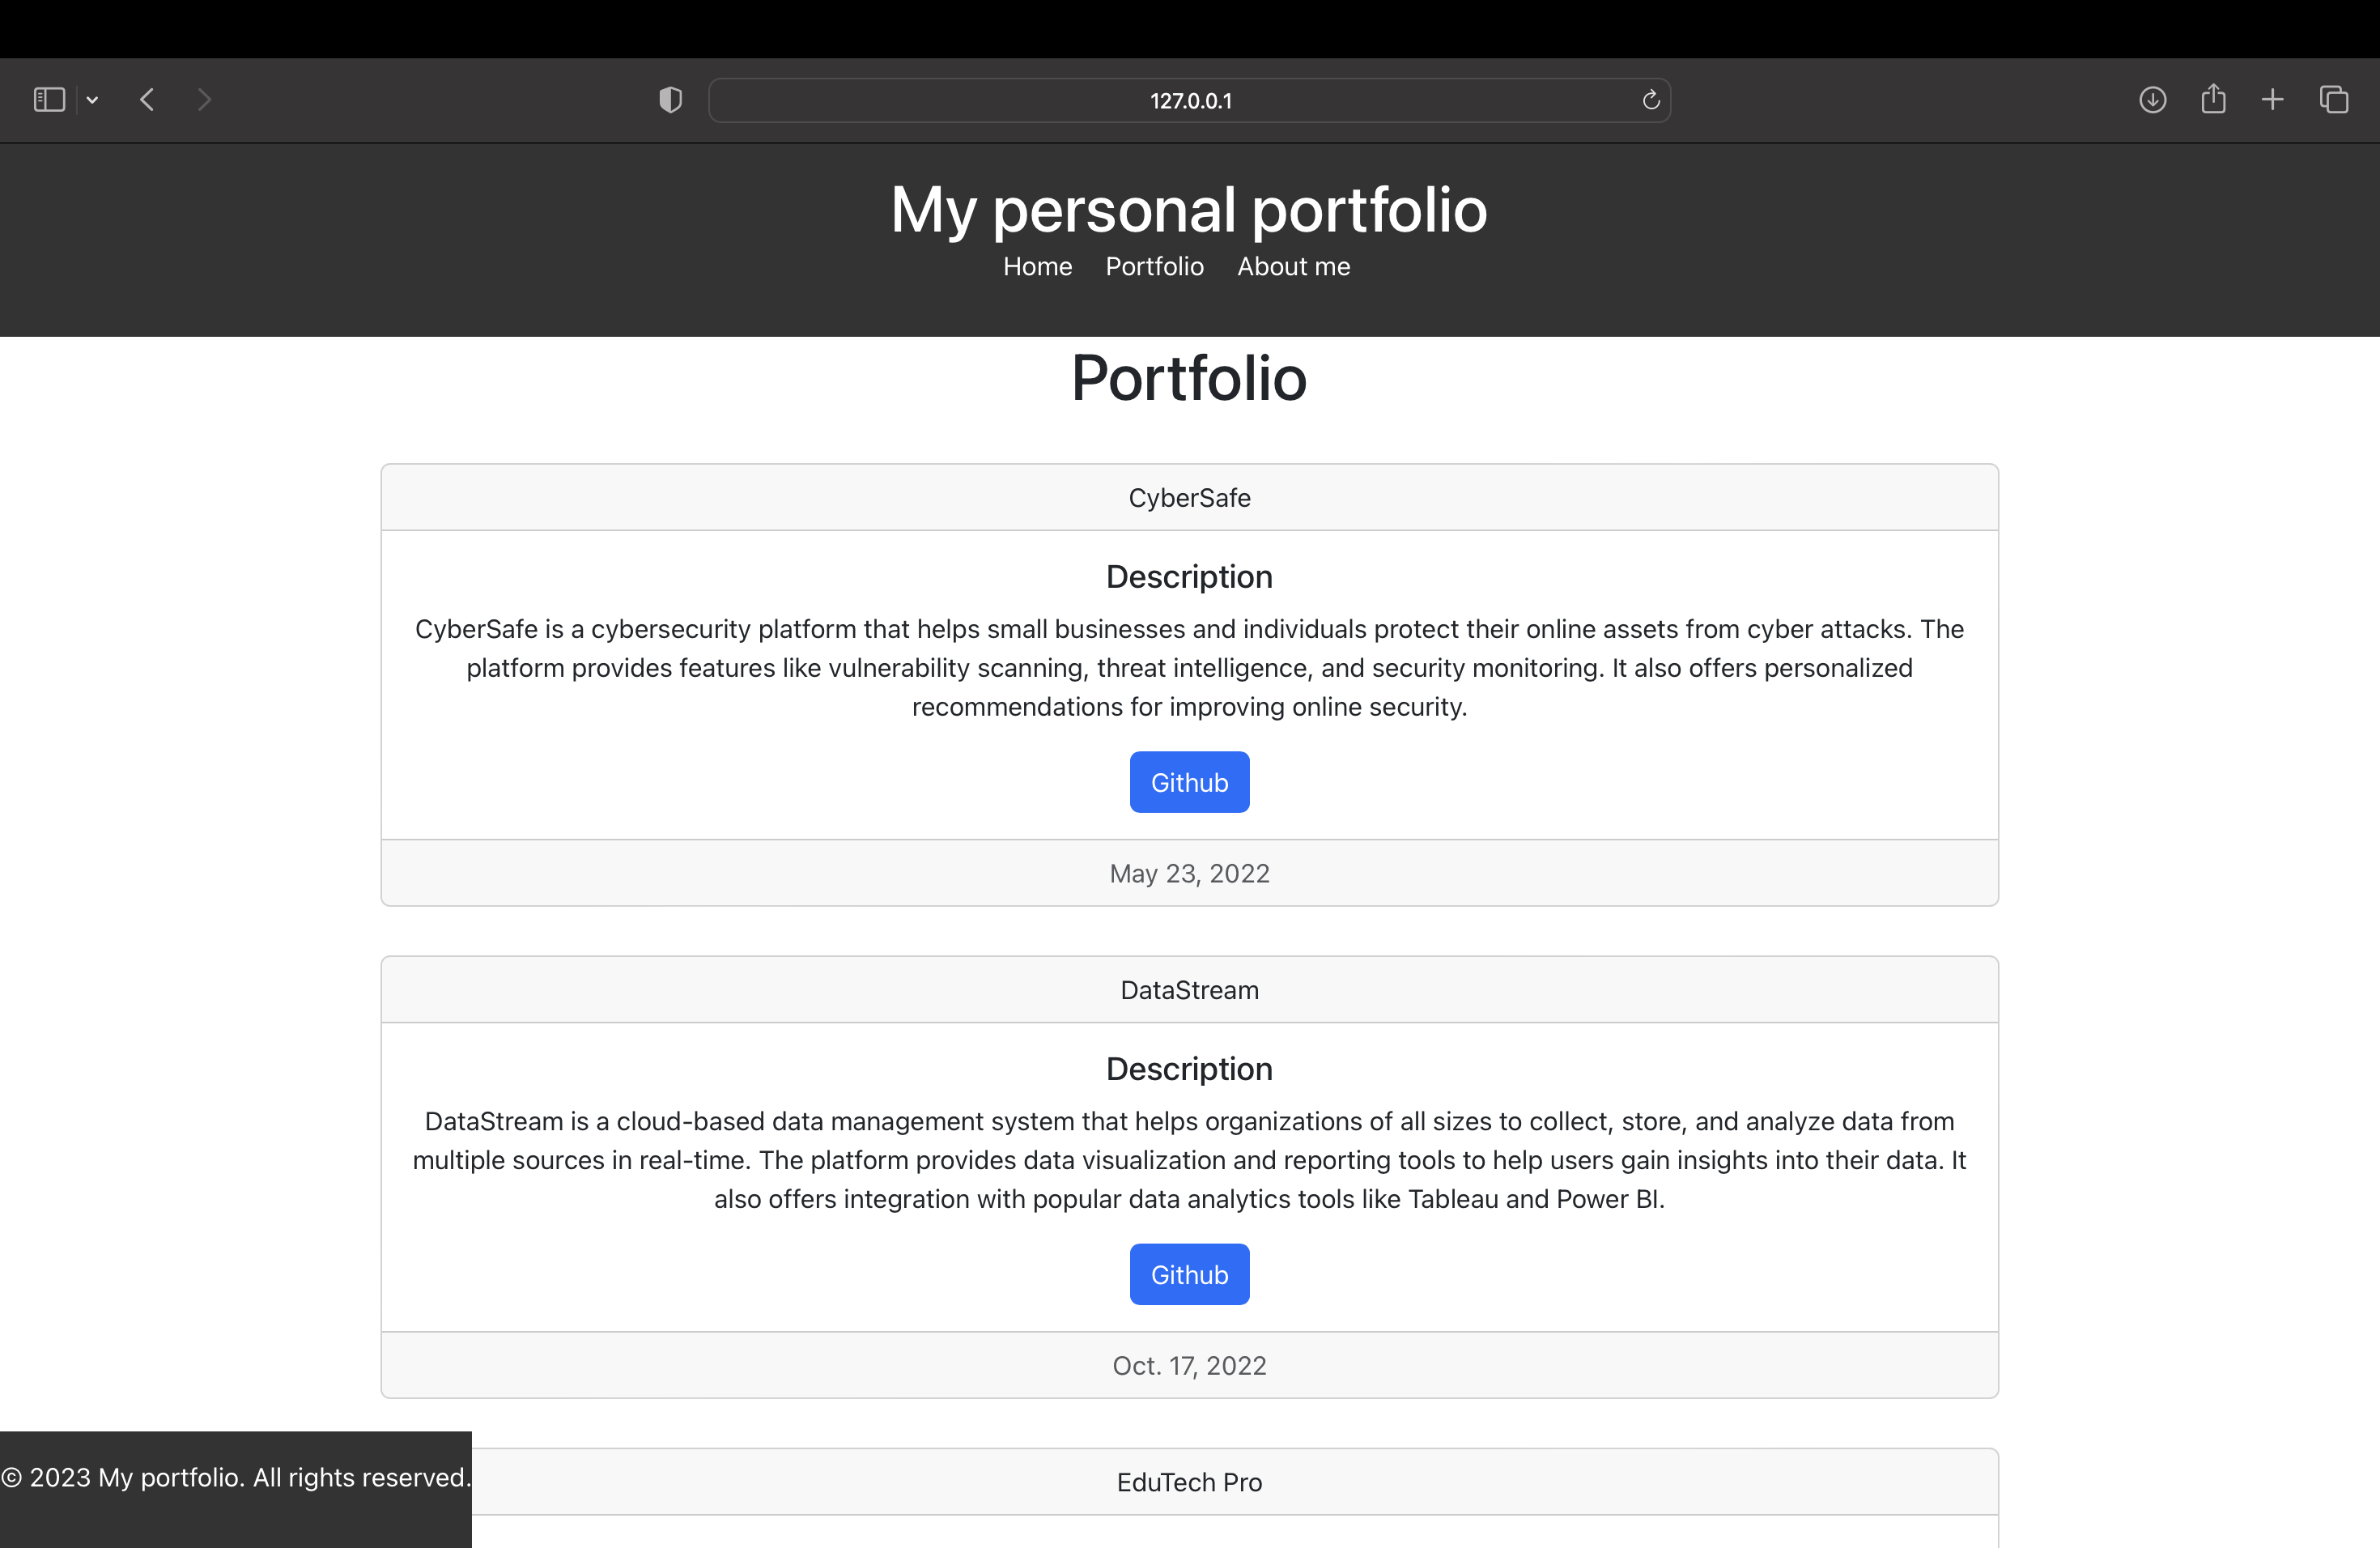 127.0.0.1
My personal portfolio
Home Portfolio About me
Portfolio
CyberSafe
Description
CyberSafe is a cybersecurity platform that helps small businesses and individuals protect their online assets from cyber attacks. The
platform provides features like vulnerability scanning, threat intelligence, and security monitoring. It also offers personalized
recommendations for improving online security.
Github
May 23, 2022
DataStream
Description
DataStream is a cloud-based data management system that helps organizations of all sizes to collect, store, and analyze data from
multiple sources in real-time. The platform provides data visualization and reporting tools to help users gain insights into their data. It
also offers integration with popular data analytics tools like Tableau and Power BI.
Github
Oct. 17, 2022
© 2023 My portfolio. All rights reserved.
EduTech Pro